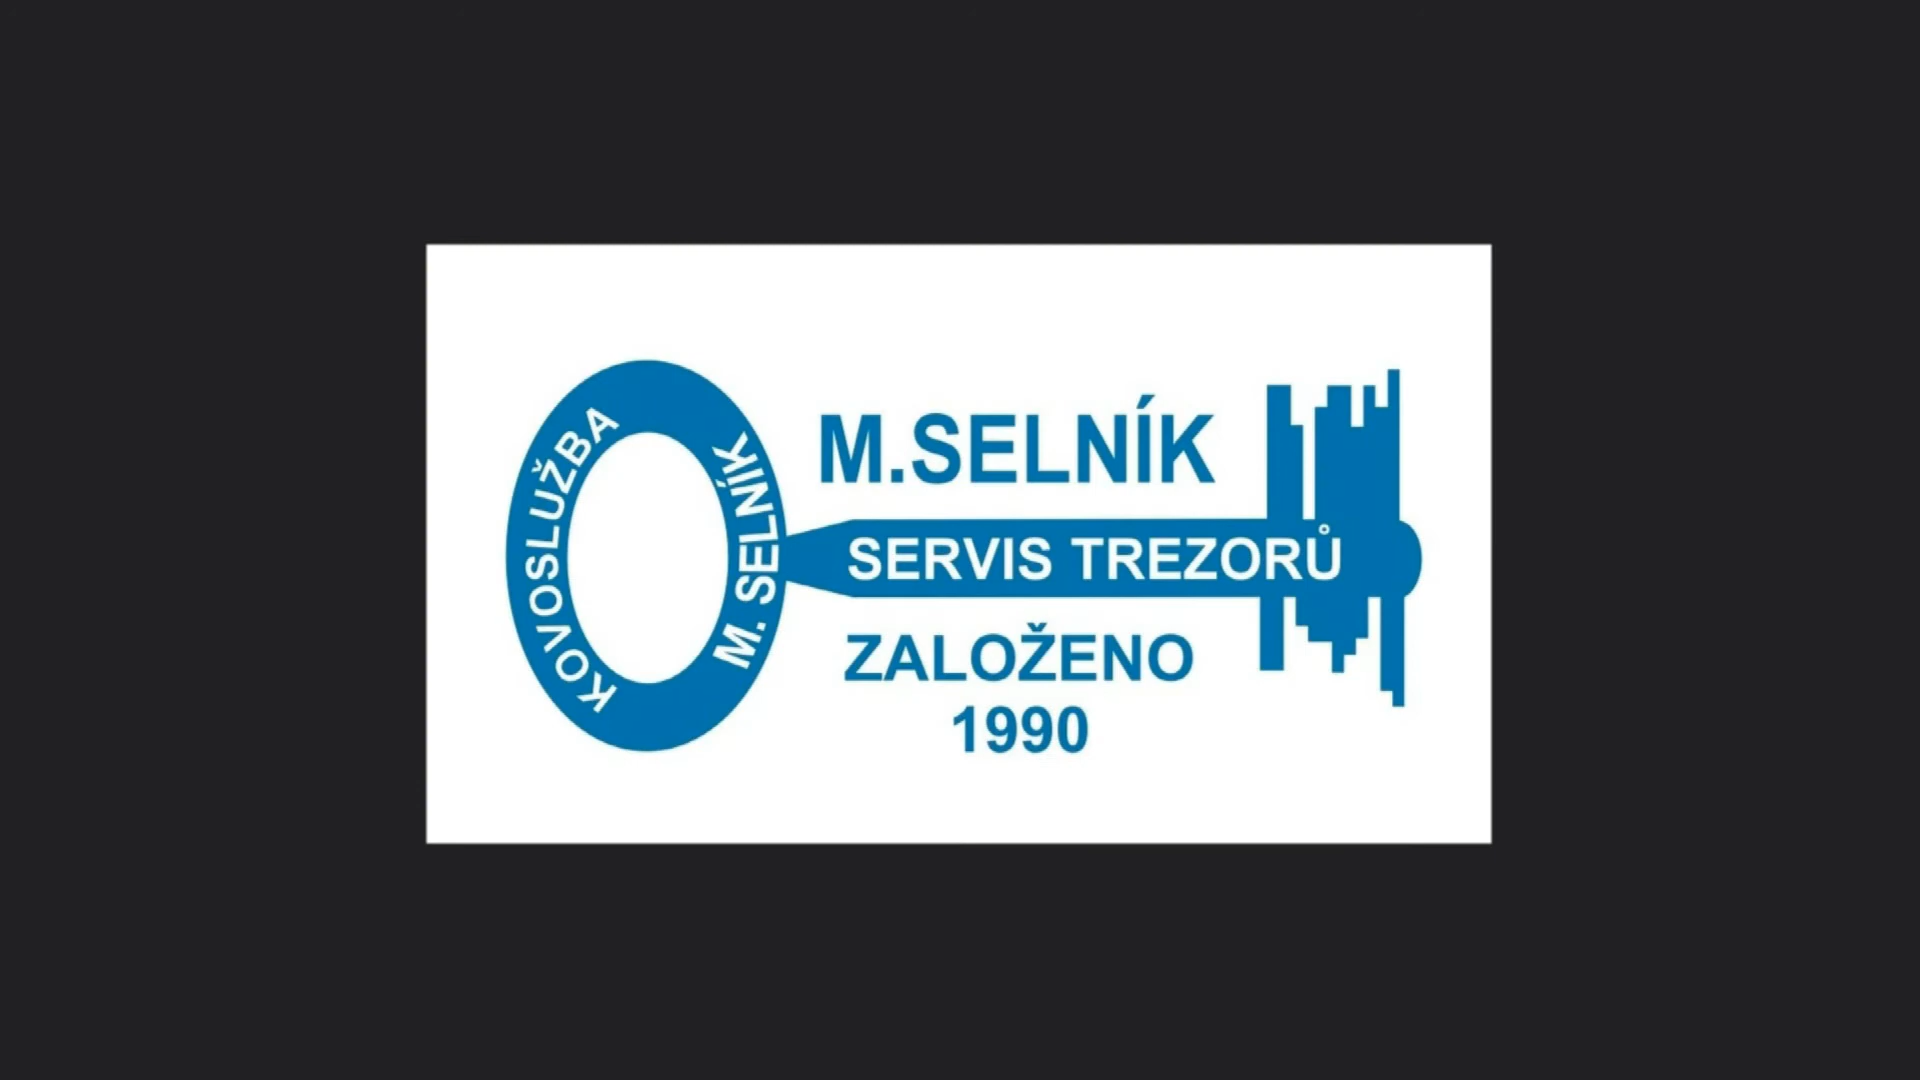 KOVOSLUŽBA
M. SELNÍK
M.SELNÍK
SERVIS TREZORŮ
ZALOŽENO
1990